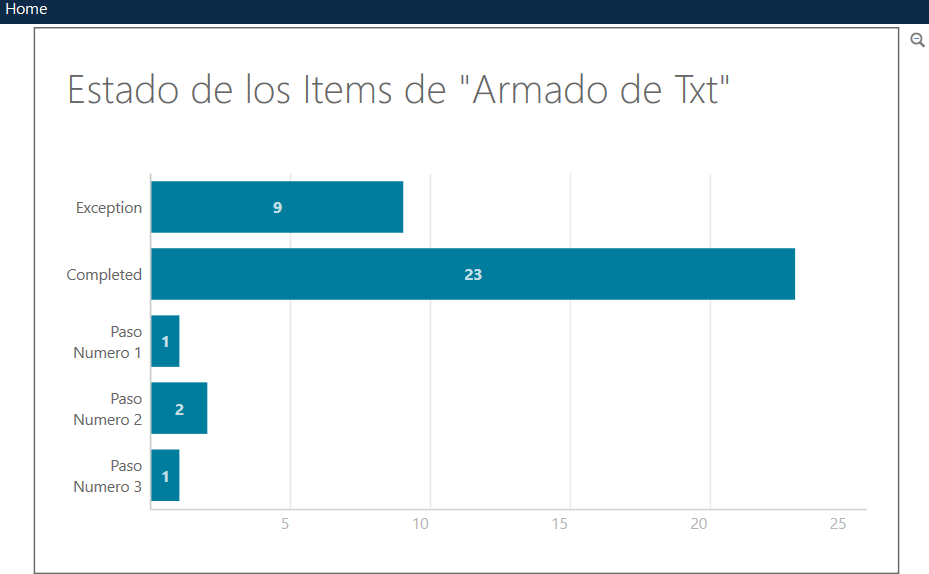 Home
Estado de los Items de "Armado de Txt"
Exception
9
Completed
23
Paso
Numero 1
1
Paso
Numero 2
2
Paso
Numero 3
1
5 10 15 20 25